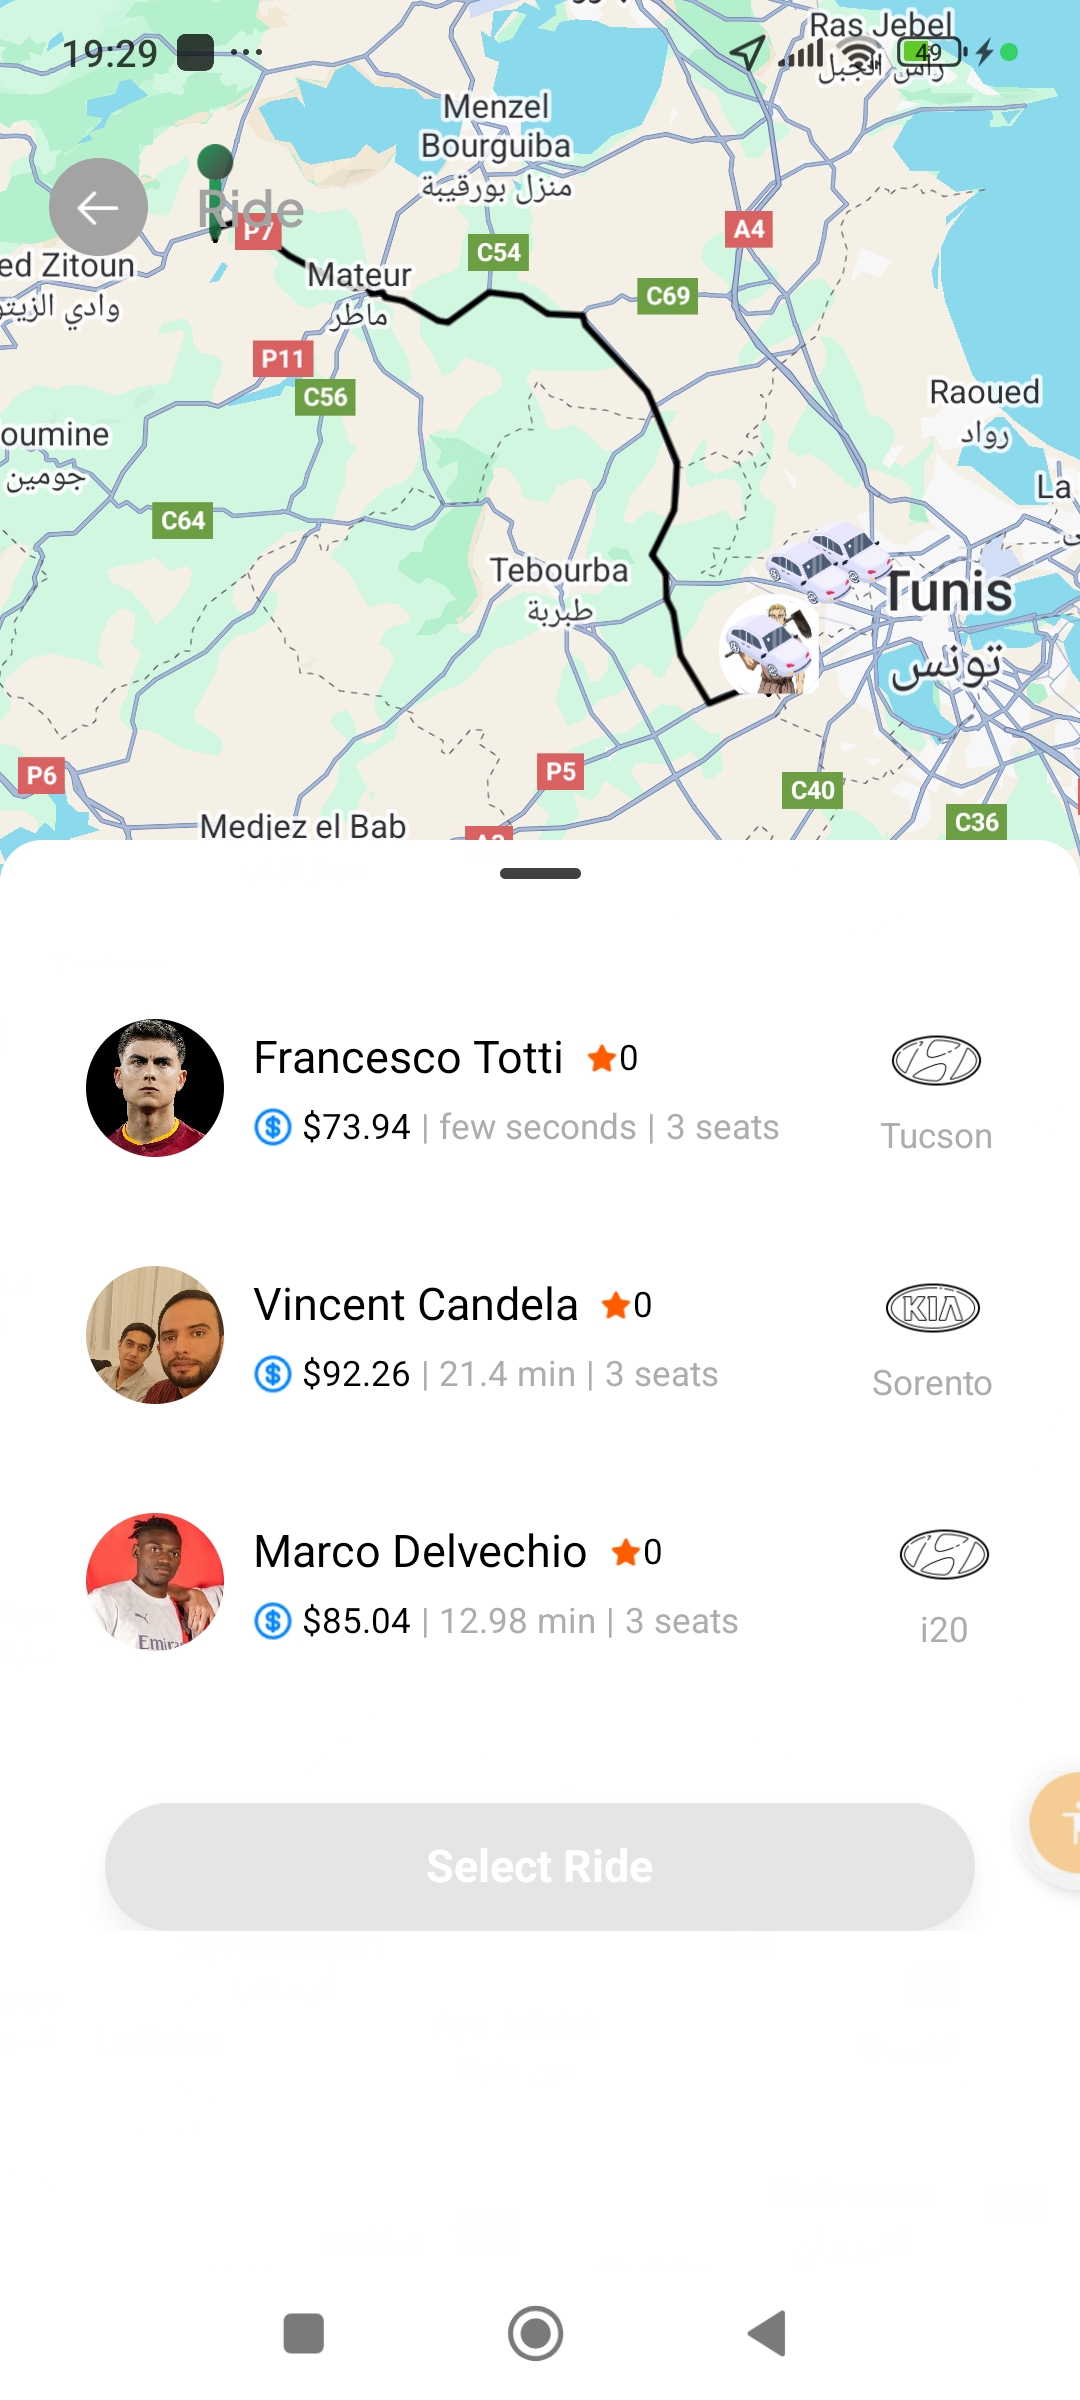 19:29
49
Ras Jebel
رأس الجبل
Menzel
Bourguiba
منزل بورقيبة
Ride
P7
A4
C54
ed Zitoun
وادي الزيتو
Mateur
ماطر
C69
P11
C56
Raoued
رواد
oumine
جومين
La
C64
Tebourba
طبربة
Tunis
تونس
P6
P5
C40
C36
Medjez el Bab
Francesco Totti 0
$73.94 | few seconds | 3 seats
Tucson
Vincent Candela 0
KIA
$92.26 | 21.4 min | 3 seats
Sorento
Marco Delvechio 0
$85.04 | 12.98 min | 3 seats
i20
Select Ride